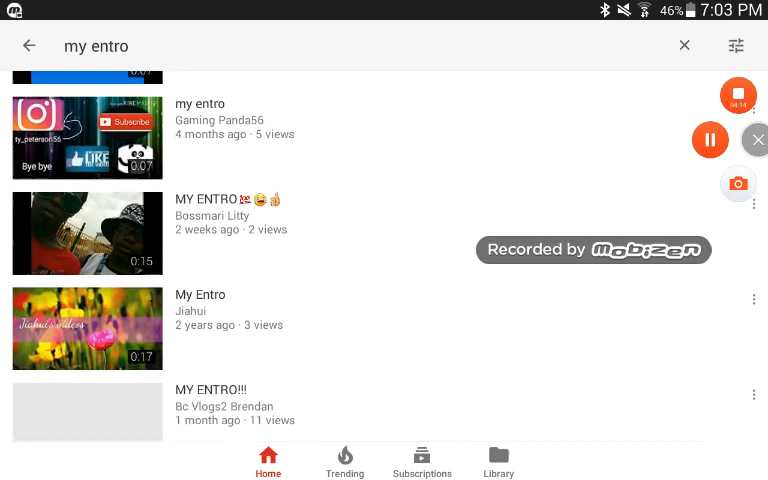 46% 7:03 PM
my entro
0:07
04:14
my entro
Gaming Panda56
4 months ago · 5 views
Subscribe
ty_peterson56
LIKE
Bye bye
0:07
MY ENTRO💯😂👍
Bossmari Litty
2 weeks ago · 2 views
0:15
Recorded by mobizen
My Entro
Jiahui
2 years ago · 3 views
Jiahui's videos
0:17
MY ENTRO!!!
Bc Vlogs2 Brendan
1 month ago · 11 views
Home Trending Subscriptions Library